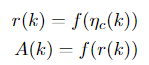 r(k) = f(η_c(k))
A(k) = f(r(k))